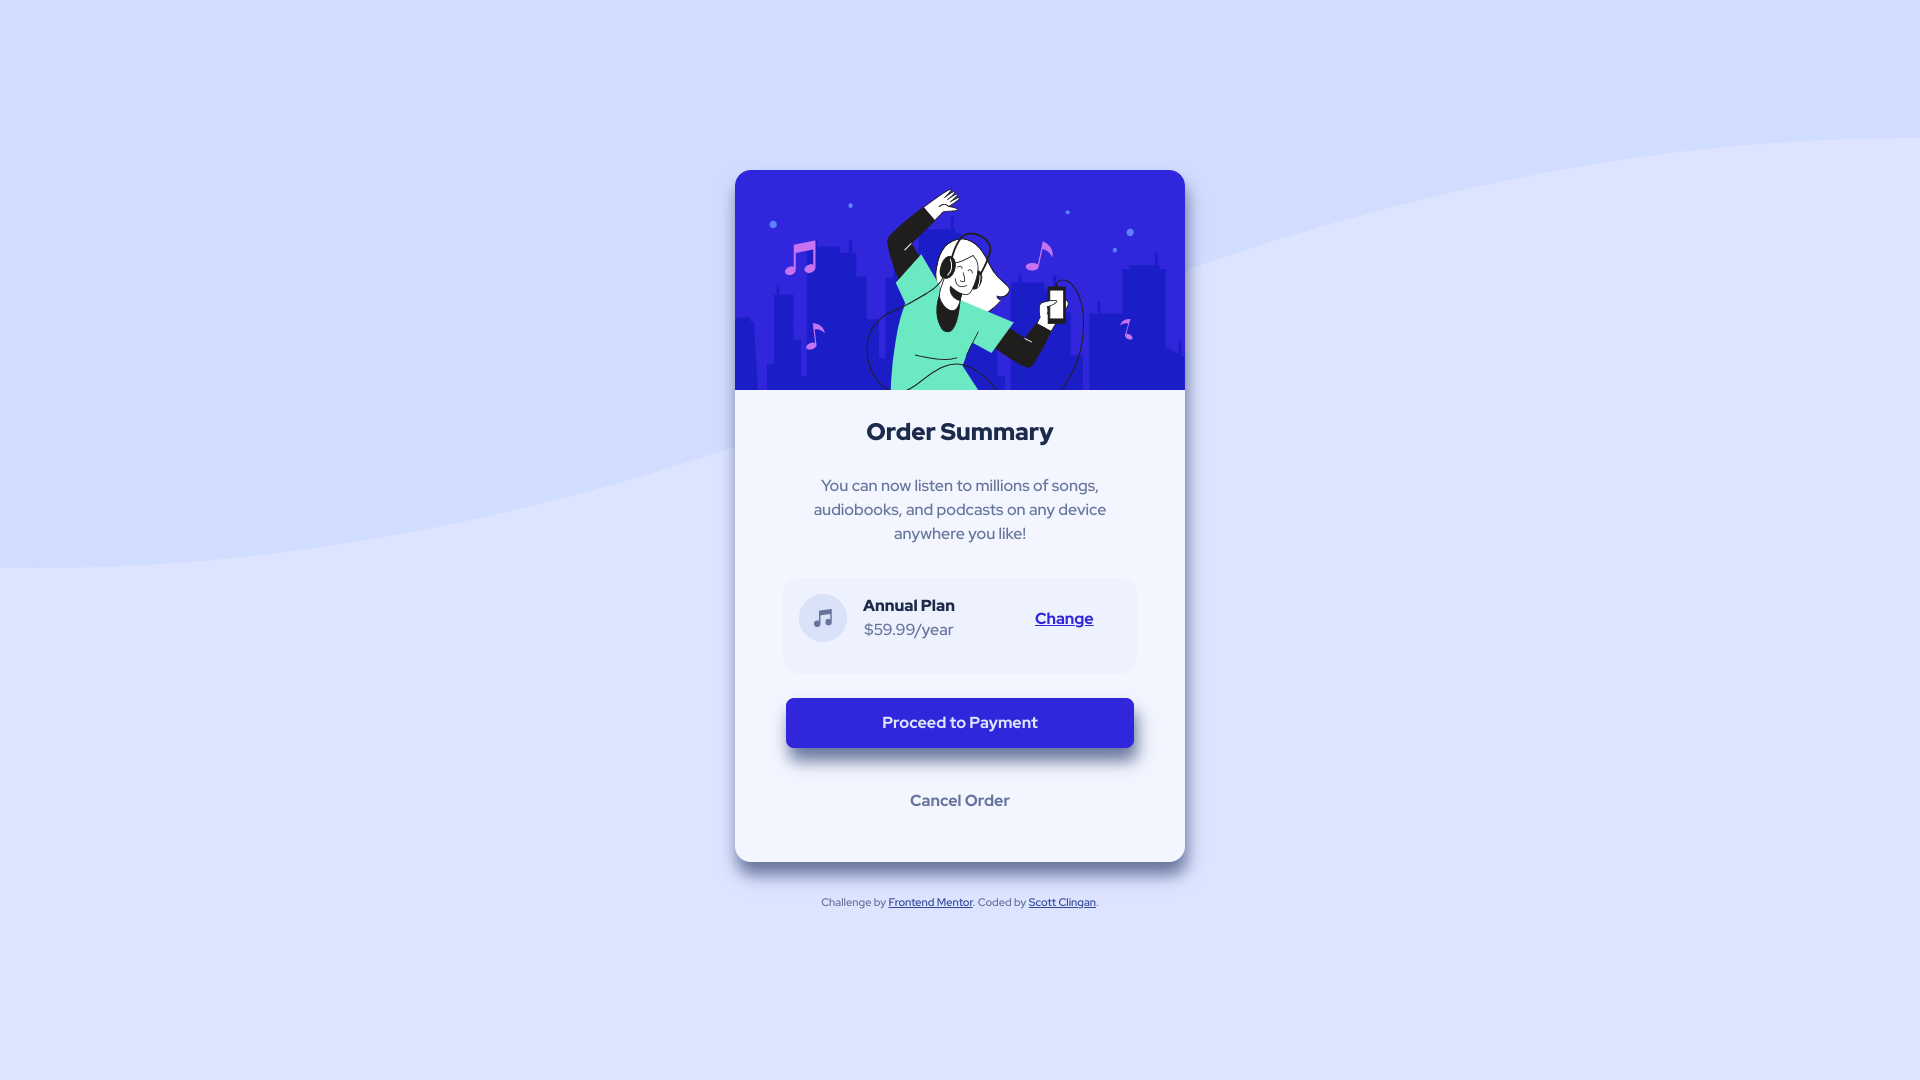 Order Summary
You can now listen to millions of songs,
audiobooks, and podcasts on any device
anywhere you like!
Annual Plan
$59.99/year
Change
Proceed to Payment
Cancel Order
Challenge by Frontend Mentor. Coded by Scott Clingan.